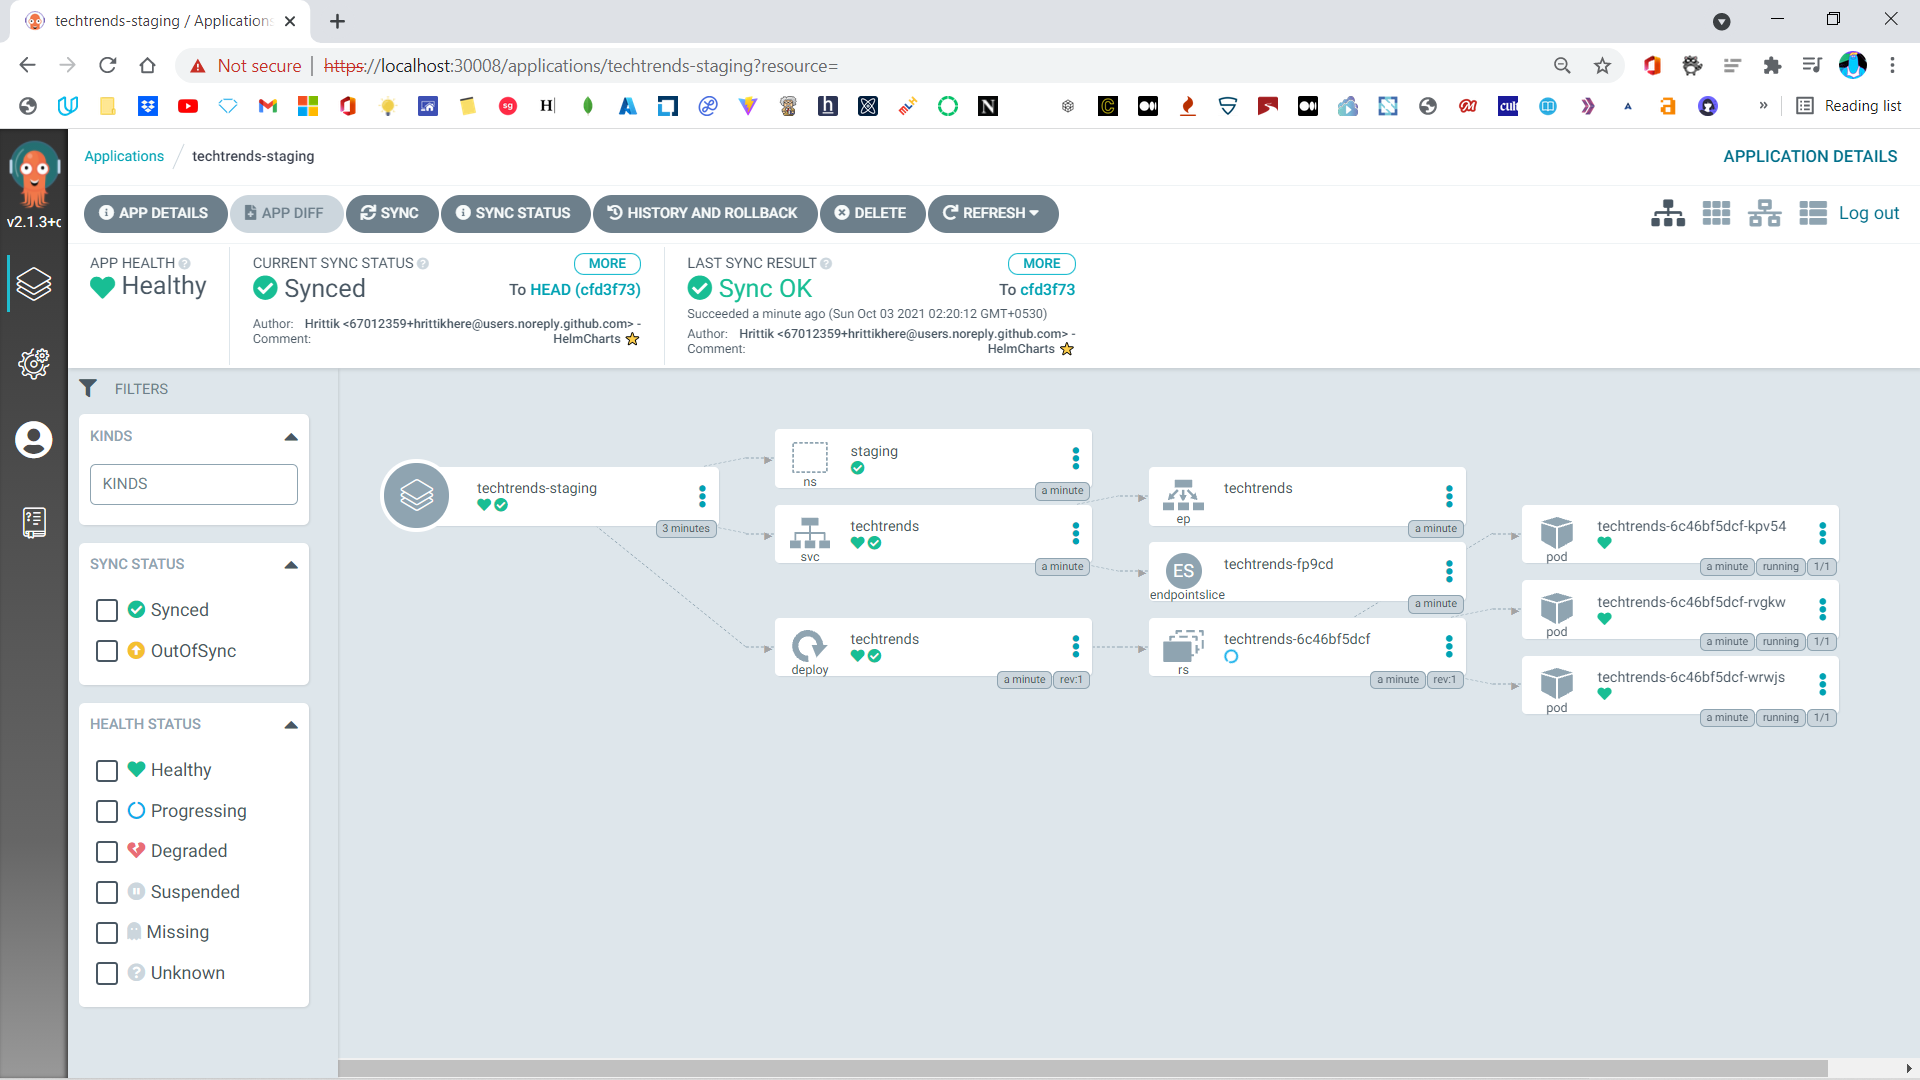 techtrends-staging / Applications
Not secure
https://localhost:30008/applications/techtrends-staging?resource=
sg
H
h
N
C
cult
A
a
»
Reading list
v2.1.3+c
Applications
techtrends-staging
APPLICATION DETAILS
APP DETAILS
APP DIFF
SYNC
SYNC STATUS
HISTORY AND ROLLBACK
DELETE
REFRESH
Log out
APP HEALTH
Healthy
CURRENT SYNC STATUS
MORE
Synced
To HEAD (cfd3f73)
Author: Hrittik <67012359+hrittikhere@users.noreply.github.com> -
Comment: HelmCharts ⭐
LAST SYNC RESULT
MORE
Sync OK
To cfd3f73
Succeeded a minute ago (Sun Oct 03 2021 02:20:12 GMT+0530)
Author: Hrittik <67012359+hrittikhere@users.noreply.github.com> -
Comment: HelmCharts ⭐
FILTERS
KINDS
KINDS
SYNC STATUS
Synced
OutOfSync
HEALTH STATUS
Healthy
Progressing
Degraded
Suspended
Missing
Unknown
techtrends-staging
3 minutes
staging
ns
a minute
techtrends
svc
a minute
techtrends
deploy
a minute
rev:1
techtrends
ep
a minute
ES
techtrends-fp9cd
endpointslice
a minute
techtrends-6c46bf5dcf
rs
a minute
rev:1
techtrends-6c46bf5dcf-kpv54
pod
a minute
running
1/1
techtrends-6c46bf5dcf-rvgkw
pod
a minute
running
1/1
techtrends-6c46bf5dcf-wrwjs
pod
a minute
running
1/1